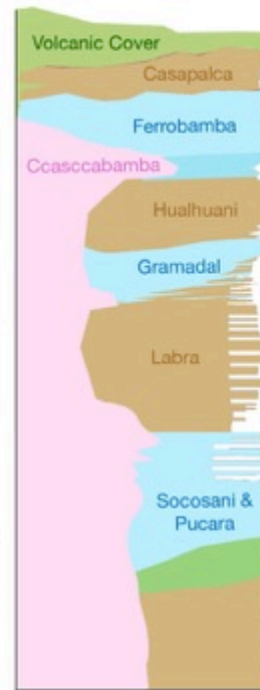 Volcanic Cover
Casapalca
Ferrobamba
Ccasccabamba
Hualhuani
Gramadal
Labra
Socosani &
Pucara